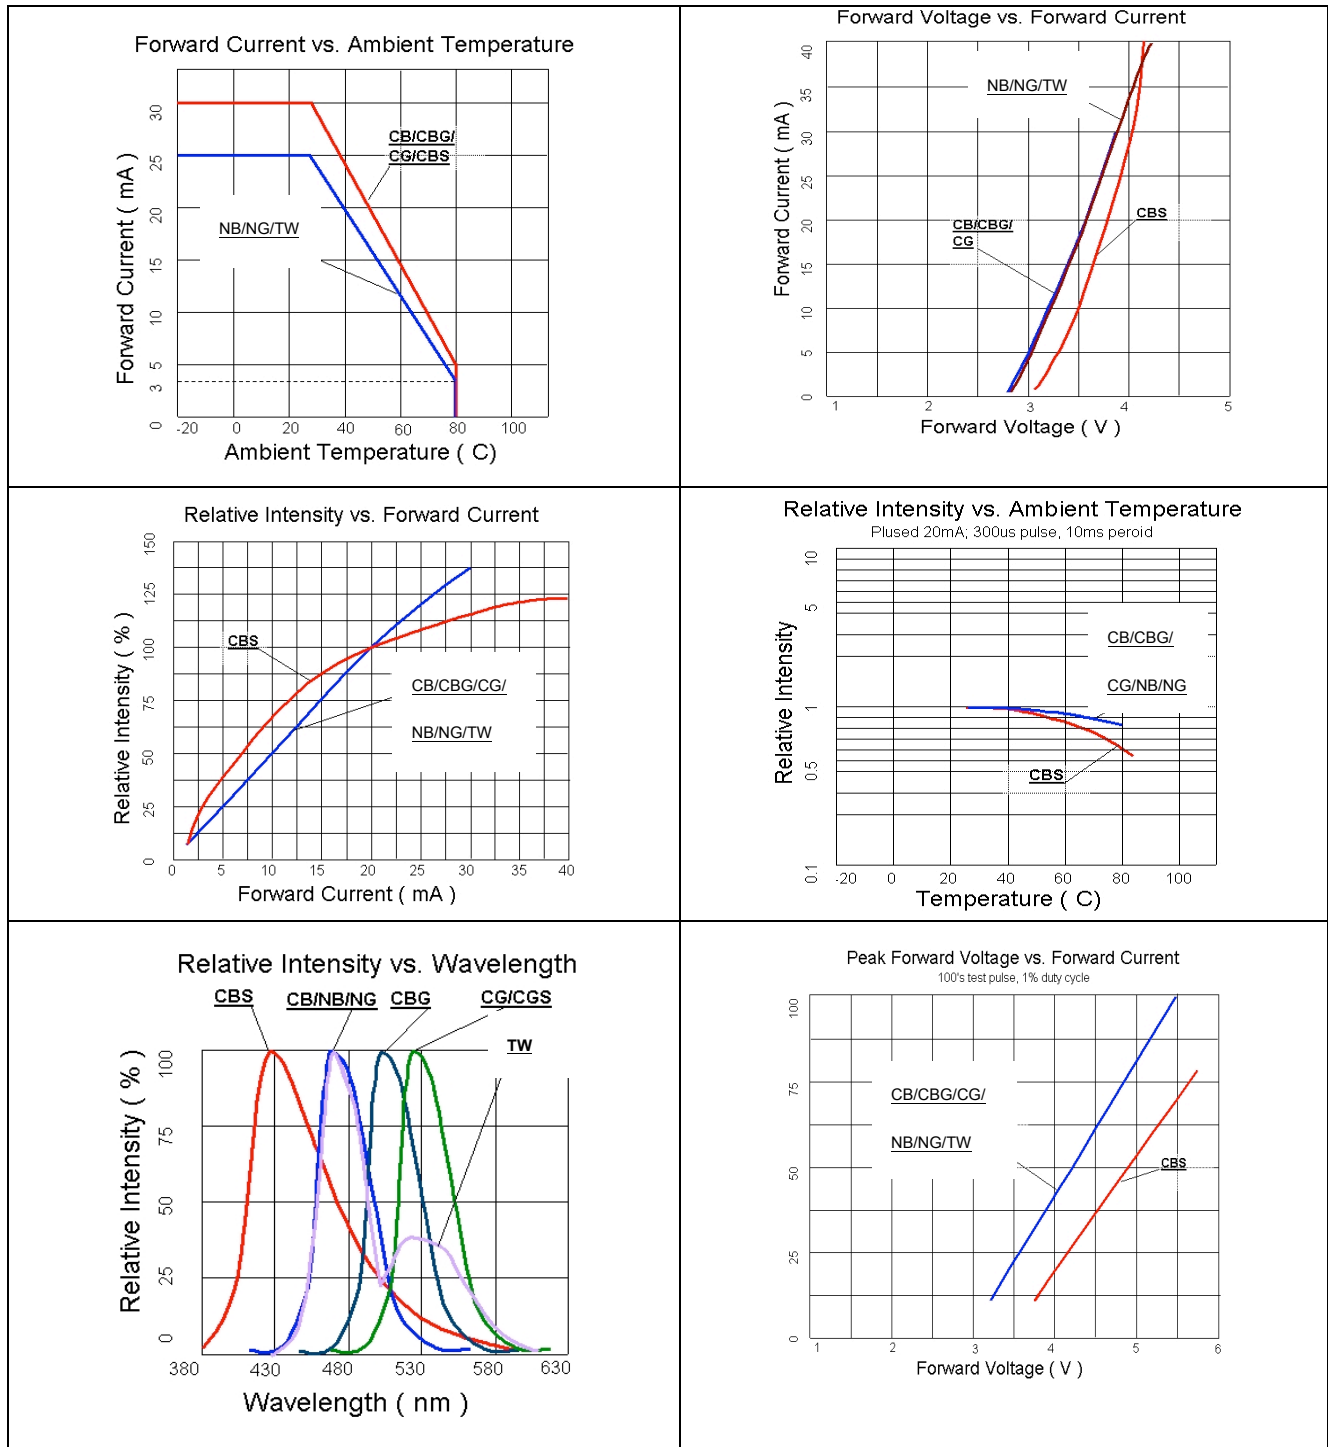 Forward Current vs. Ambient Temperature
Forward Current ( mA )
30
25
20
15
10
5
3
0
CB/CBG/
CG/CBS
NB/NG/TW
-20 0 20 40 60 80 100
Ambient Temperature ( C)
Forward Voltage vs. Forward Current
Forward Current ( mA )
40
35
30
25
20
15
10
5
0
NB/NG/TW
CB/CBG/
CG
CBS
1 2 3 4 5
Forward Voltage ( V )
Relative Intensity vs. Forward Current
Relative Intensity ( % )
150
125
100
75
50
25
0
CBS
CB/CBG/CG/
NB/NG/TW
0 5 10 15 20 25 30 35 40
Forward Current ( mA )
Relative Intensity vs. Ambient Temperature
Plused 20mA; 300us pulse, 10ms peroid
Relative Intensity
10
5
1
0.5
0.1
CB/CBG/
CG/NB/NG
CBS
-20 0 20 40 60 80 100
Temperature ( C)
Relative Intensity vs. Wavelength
CBS CB/NB/NG CBG CG/CGS
TW
Relative Intensity ( % )
100
75
50
25
0
380 430 480 530 580 630
Wavelength ( nm )
Peak Forward Voltage vs. Forward Current
100's test pulse, 1% duty cycle
100
75
50
25
0
CB/CBG/CG/
NB/NG/TW
CBS
1 2 3 4 5 6
Forward Voltage ( V )